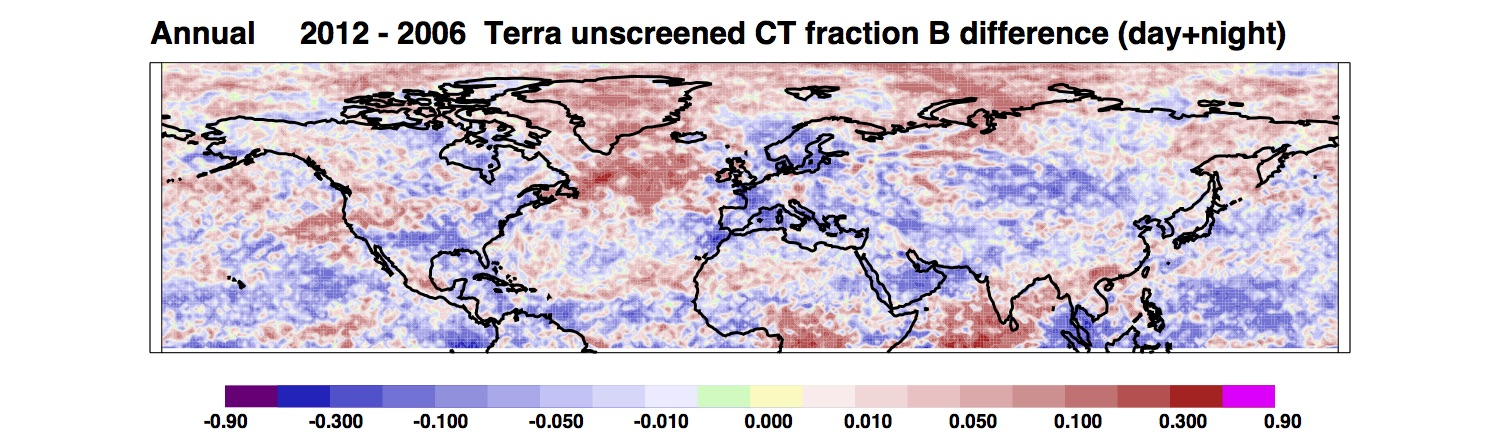 Annual 2012 - 2006 Terra unscreened CT fraction B difference (day+night)
-0.90 -0.300 -0.100 -0.050 -0.010 0.000 0.010 0.050 0.100 0.300 0.90